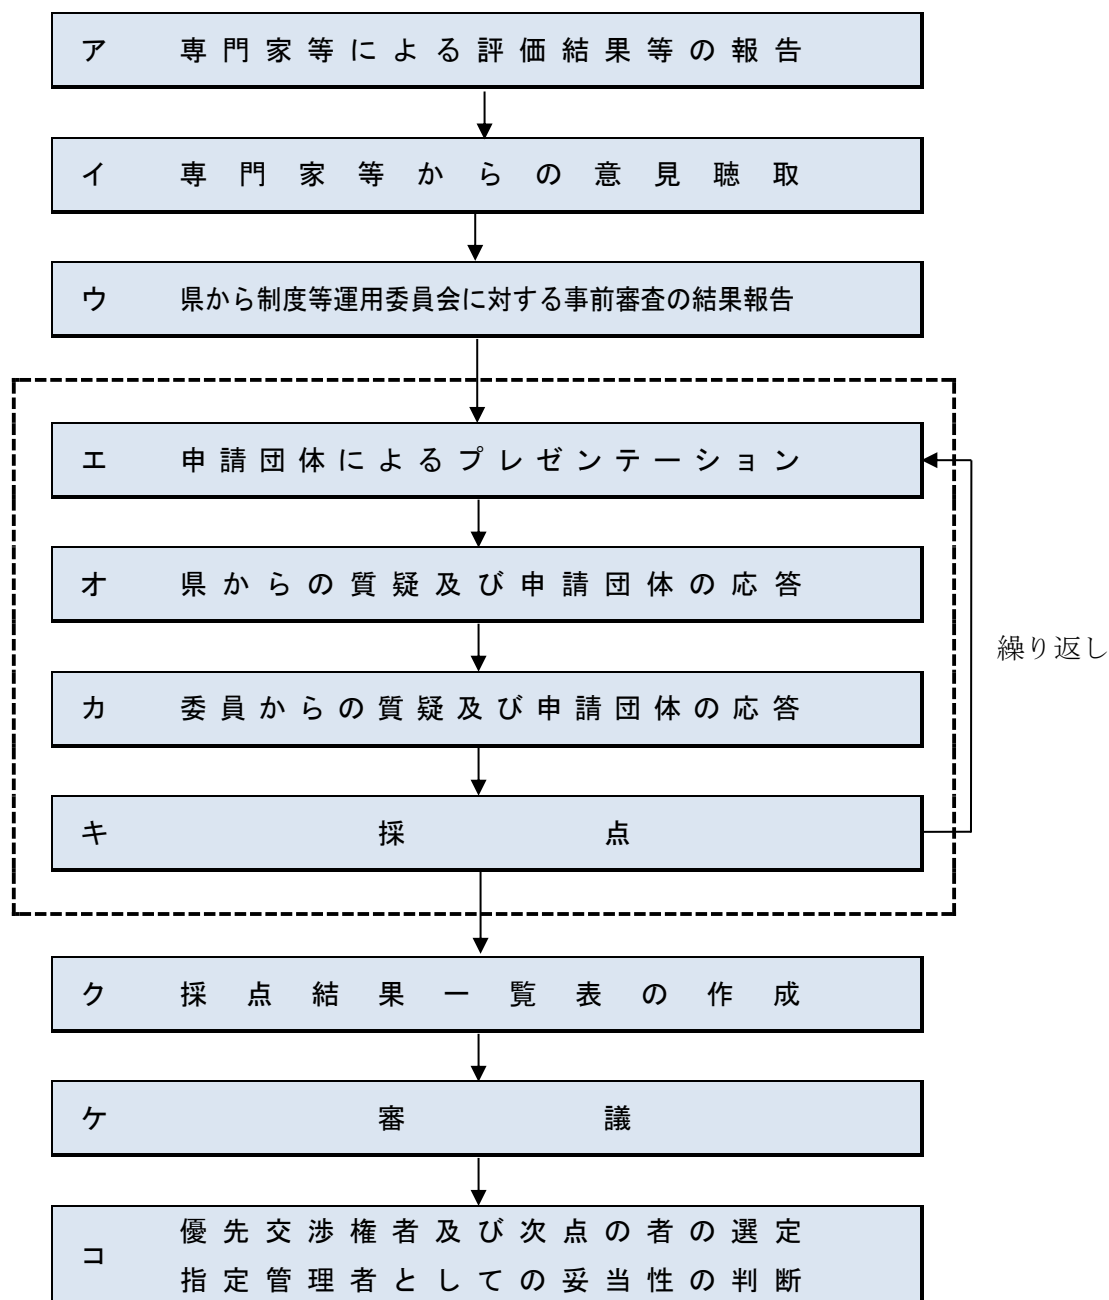 ア 専門家等による評価結果等の報告
イ 専門家等からの意見聴取
ウ 県から制度等運用委員会に対する事前審査の結果報告
エ 申請団体によるプレゼンテーション
オ 県からの質疑及び申請団体の応答
繰り返し
カ 委員からの質疑及び申請団体の応答
キ 採点
ク 採点結果一覧表の作成
ケ 審議
コ 優先交渉権者及び次点の者の選定
指定管理者としての妥当性の判断